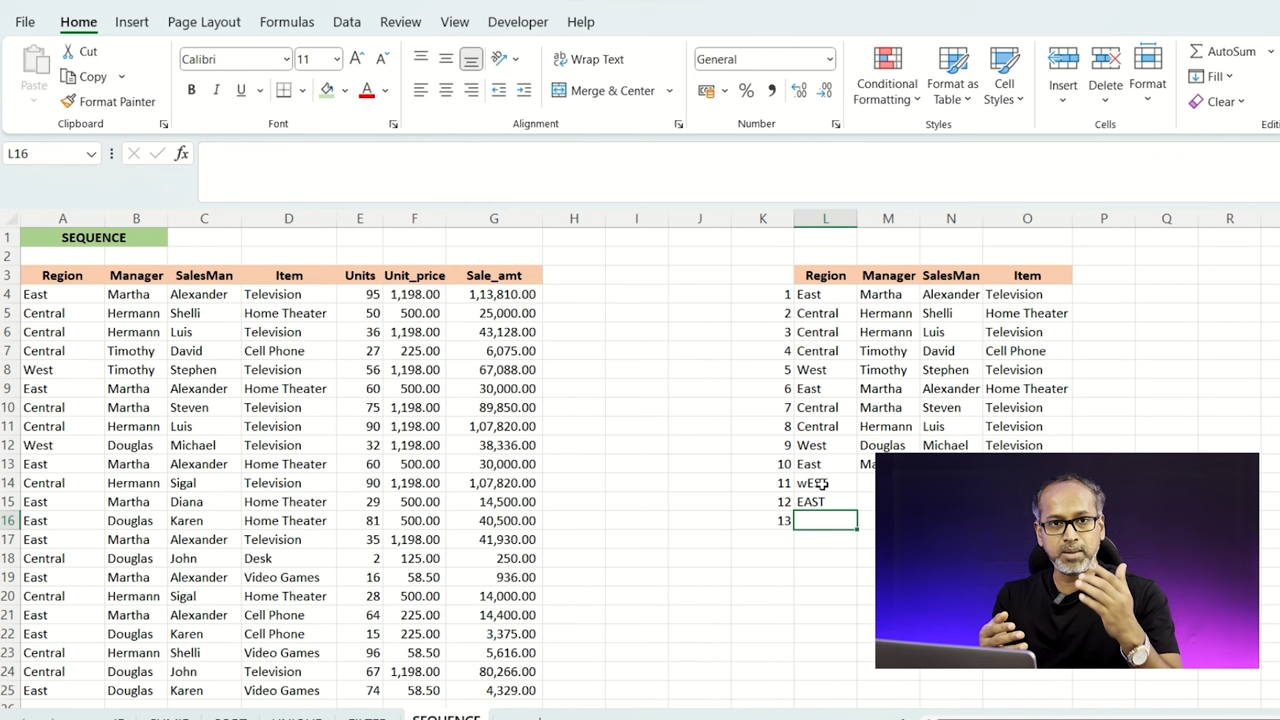 File Home Insert Page Layout Formulas Data Review View Developer Help
Cut
Copy
Paste
Format Painter
Clipboard
Calibri 11
B I U
Font
Wrap Text
Merge & Center
Alignment
General
Number
Conditional Formatting
Format as Table
Cell Styles
Styles
Insert Delete Format
Cells
AutoSum
Fill
Clear
L16 fx
A B C D E F G H I J K L M N O P Q R
1 SEQUENCE
2
3 Region Manager SalesMan Item Units Unit_price Sale_amt Region Manager SalesMan Item
4 East Martha Alexander Television 95 1,198.00 1,13,810.00 1 East Martha Alexander Television
5 Central Hermann Shelli Home Theater 50 500.00 25,000.00 2 Central Hermann Shelli Home Theater
6 Central Hermann Luis Television 36 1,198.00 43,128.00 3 Central Hermann Luis Television
7 Central Timothy David Cell Phone 27 225.00 6,075.00 4 Central Timothy David Cell Phone
8 West Timothy Stephen Television 56 1,198.00 67,088.00 5 West Timothy Stephen Television
9 East Martha Alexander Home Theater 60 500.00 30,000.00 6 East Martha Alexander Home Theater
10 Central Martha Steven Television 75 1,198.00 89,850.00 7 Central Martha Steven Television
11 Central Hermann Luis Television 90 1,198.00 1,07,820.00 8 Central Hermann Luis Television
12 West Douglas Michael Television 32 1,198.00 38,336.00 9 West Douglas Michael Television
13 East Martha Alexander Home Theater 60 500.00 30,000.00 10 East
14 Central Hermann Sigal Television 90 1,198.00 1,07,820.00 11 wEST
15 East Martha Diana Home Theater 29 500.00 14,500.00 12 EAST
16 East Douglas Karen Home Theater 81 500.00 40,500.00 13
17 East Martha Alexander Television 35 1,198.00 41,930.00
18 Central Douglas John Desk 2 125.00 250.00
19 East Martha Alexander Video Games 16 58.50 936.00
20 Central Hermann Sigal Home Theater 28 500.00 14,000.00
21 East Martha Alexander Cell Phone 64 225.00 14,400.00
22 East Douglas Karen Cell Phone 15 225.00 3,375.00
23 Central Hermann Shelli Video Games 96 58.50 5,616.00
24 Central Douglas John Television 67 1,198.00 80,266.00
25 East Douglas Karen Video Games 74 58.50 4,329.00
SEQUENCE